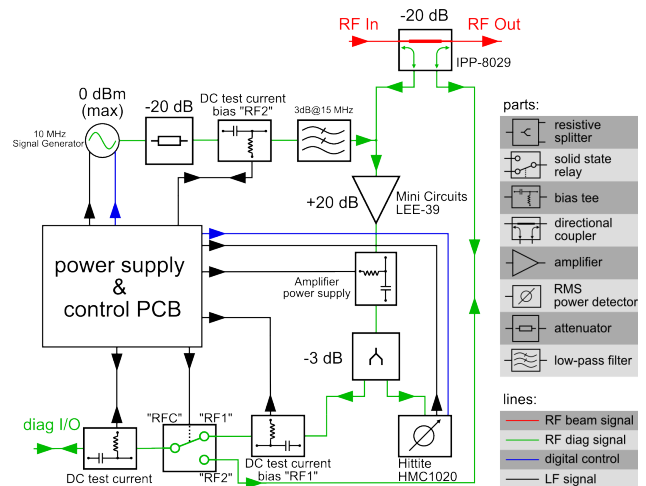 -20 dB
RF In
RF Out
IPP-8029
0 dBm
(max)
-20 dB
DC test current
bias "RF2"
3dB@15 MHz
10 MHz
Signal Generator
+20 dB
Mini Circuits
LEE-39
power supply
&
control PCB
Amplifier
power supply
-3 dB
diag I/O
"RFC"
"RF1"
"RF2"
DC test current
DC test current
bias "RF1"
Hittite
HMC1020
parts:
resistive
splitter
solid state
relay
bias tee
directional
coupler
amplifier
RMS
power detector
attenuator
low-pass filter
lines:
RF beam signal
RF diag signal
digital control
LF signal